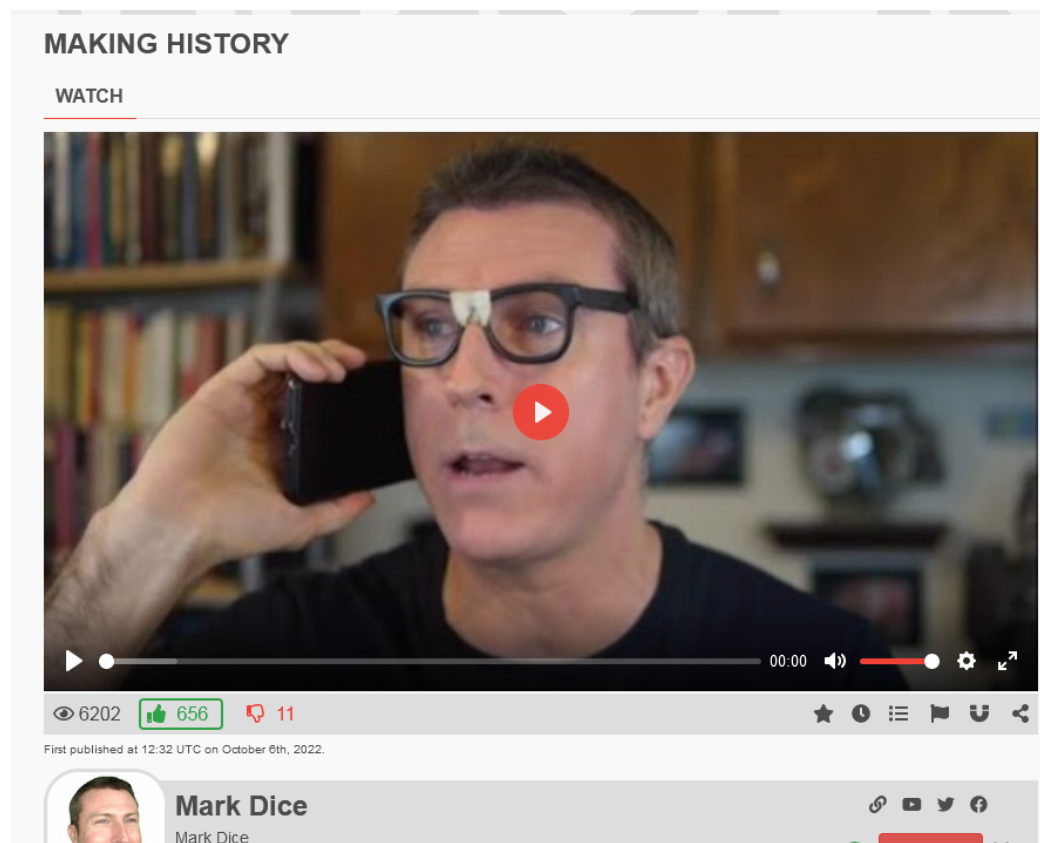 MAKING HISTORY
WATCH
00:00
6202 656 11
First published at 12:32 UTC on October 6th, 2022.
Mark Dice
Mark Dice